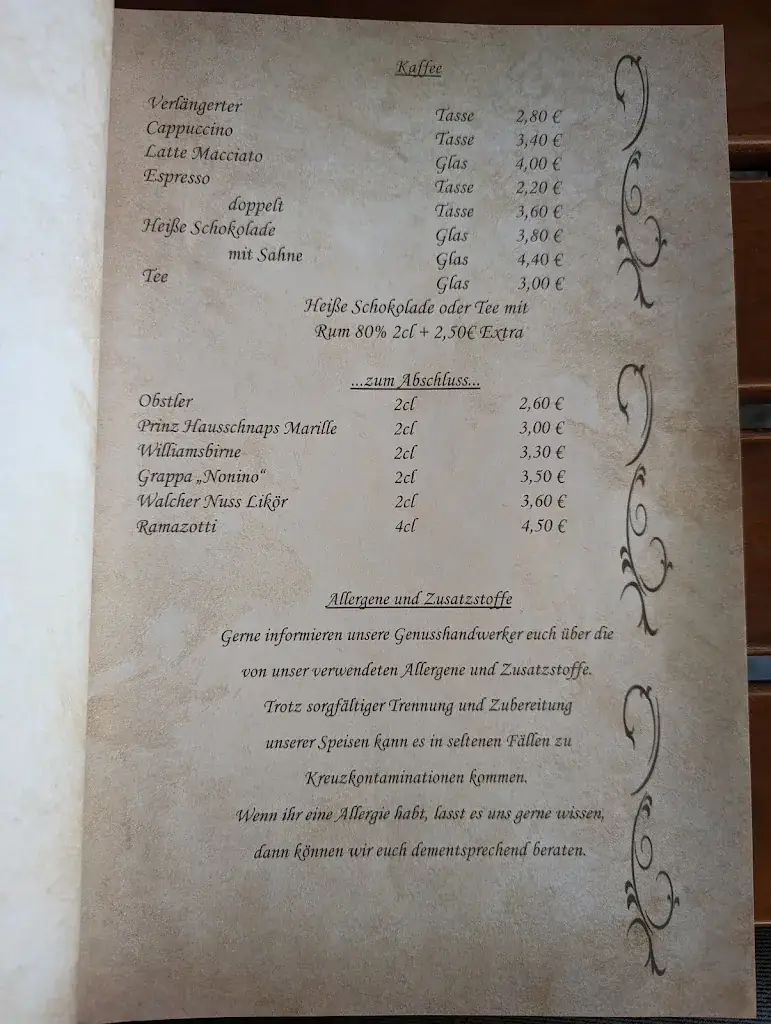 Kaffee
Verlängerter Tasse 2,80 €
Cappuccino Tasse 3,40 €
Latte Macciato Glas 4,00 €
Espresso Tasse 2,20 €
doppelt Tasse 3,60 €
Heiße Schokolade Glas 3,80 €
mit Sahne Glas 4,40 €
Tee Glas 3,00 €
Heiße Schokolade oder Tee mit
Rum 80% 2cl + 2,50€ Extra
...zum Abschluss...
Obstler 2cl 2,60 €
Prinz Hausschnaps Marille 2cl 3,00 €
Williamsbirne 2cl 3,30 €
Grappa „Nonino“ 2cl 3,50 €
Walcher Nuss Likör 2cl 3,60 €
Ramazotti 4cl 4,50 €
Allergene und Zusatzstoffe
Gerne informieren unsere Genusshandwerker euch über die
von unser verwendeten Allergene und Zusatzstoffe.
Trotz sorgfältiger Trennung und Zubereitung
unserer Speisen kann es in seltenen Fällen zu
Kreuzkontaminationen kommen.
Wenn ihr eine Allergie habt, lasst es uns gerne wissen,
dann können wir euch dementsprechend beraten.